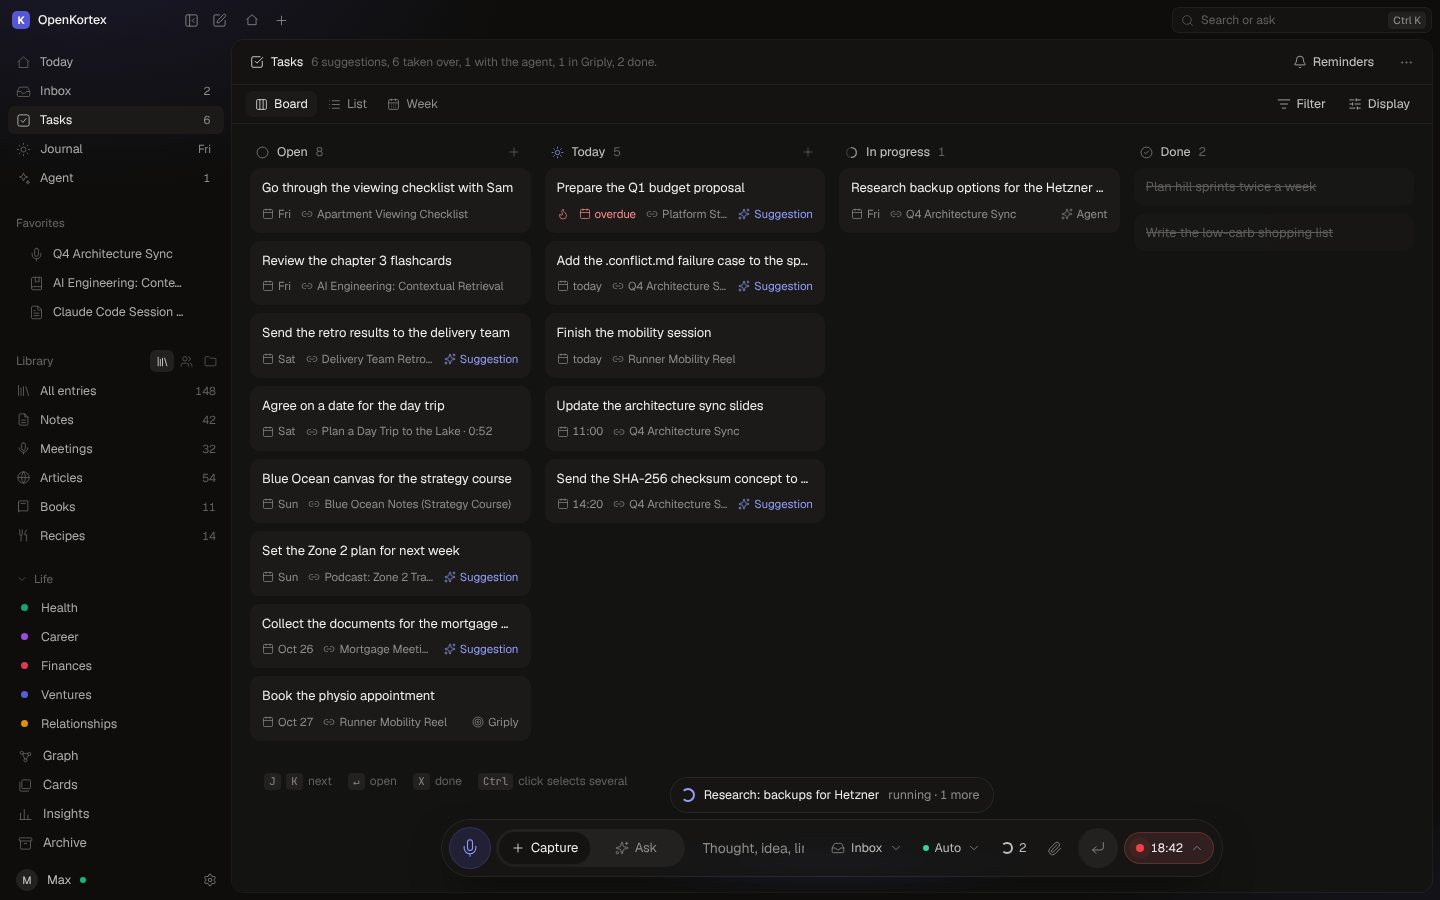 K OpenKortex
Search or ask Ctrl K
Today
Inbox 2
Tasks 6
Journal Fri
Agent 1
Favorites
Q4 Architecture Sync
AI Engineering: Conte...
Claude Code Session ...
Library
All entries 148
Notes 42
Meetings 32
Articles 54
Books 11
Recipes 14
Life
Health
Career
Finances
Ventures
Relationships
Graph
Cards
Insights
Archive
M Max
Tasks 6 suggestions, 6 taken over, 1 with the agent, 1 in Griply, 2 done.
Reminders
Board List Week
Filter Display
Open 8
Go through the viewing checklist with Sam
Fri Apartment Viewing Checklist
Review the chapter 3 flashcards
Fri AI Engineering: Contextual Retrieval
Send the retro results to the delivery team
Sat Delivery Team Retro... Suggestion
Agree on a date for the day trip
Sat Plan a Day Trip to the Lake · 0:52
Blue Ocean canvas for the strategy course
Sun Blue Ocean Notes (Strategy Course)
Set the Zone 2 plan for next week
Sun Podcast: Zone 2 Tra... Suggestion
Collect the documents for the mortgage ...
Oct 26 Mortgage Meeti... Suggestion
Book the physio appointment
Oct 27 Runner Mobility Reel Griply
Today 5
Prepare the Q1 budget proposal
overdue Platform St... Suggestion
Add the .conflict.md failure case to the sp...
today Q4 Architecture S... Suggestion
Finish the mobility session
today Runner Mobility Reel
Update the architecture sync slides
11:00 Q4 Architecture Sync
Send the SHA-256 checksum concept to ...
14:20 Q4 Architecture S... Suggestion
In progress 1
Research backup options for the Hetzner ...
Fri Q4 Architecture Sync Agent
Done 2
Plan hill sprints twice a week
Write the low-carb shopping list
J K next ↵ open X done Ctrl click selects several
Research: backups for Hetzner running · 1 more
Capture Ask Thought, idea, lin Inbox Auto 2 18:42